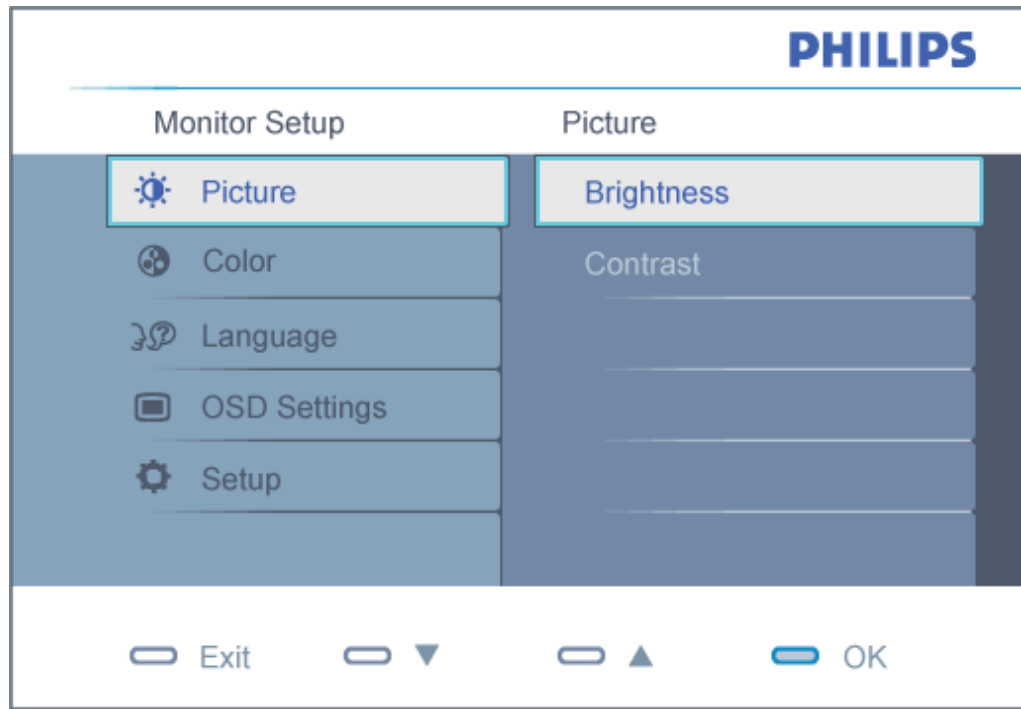 PHILIPS
Monitor Setup Picture
Picture Brightness
Color Contrast
Language
OSD Settings
Setup
Exit ▼ ▲ OK